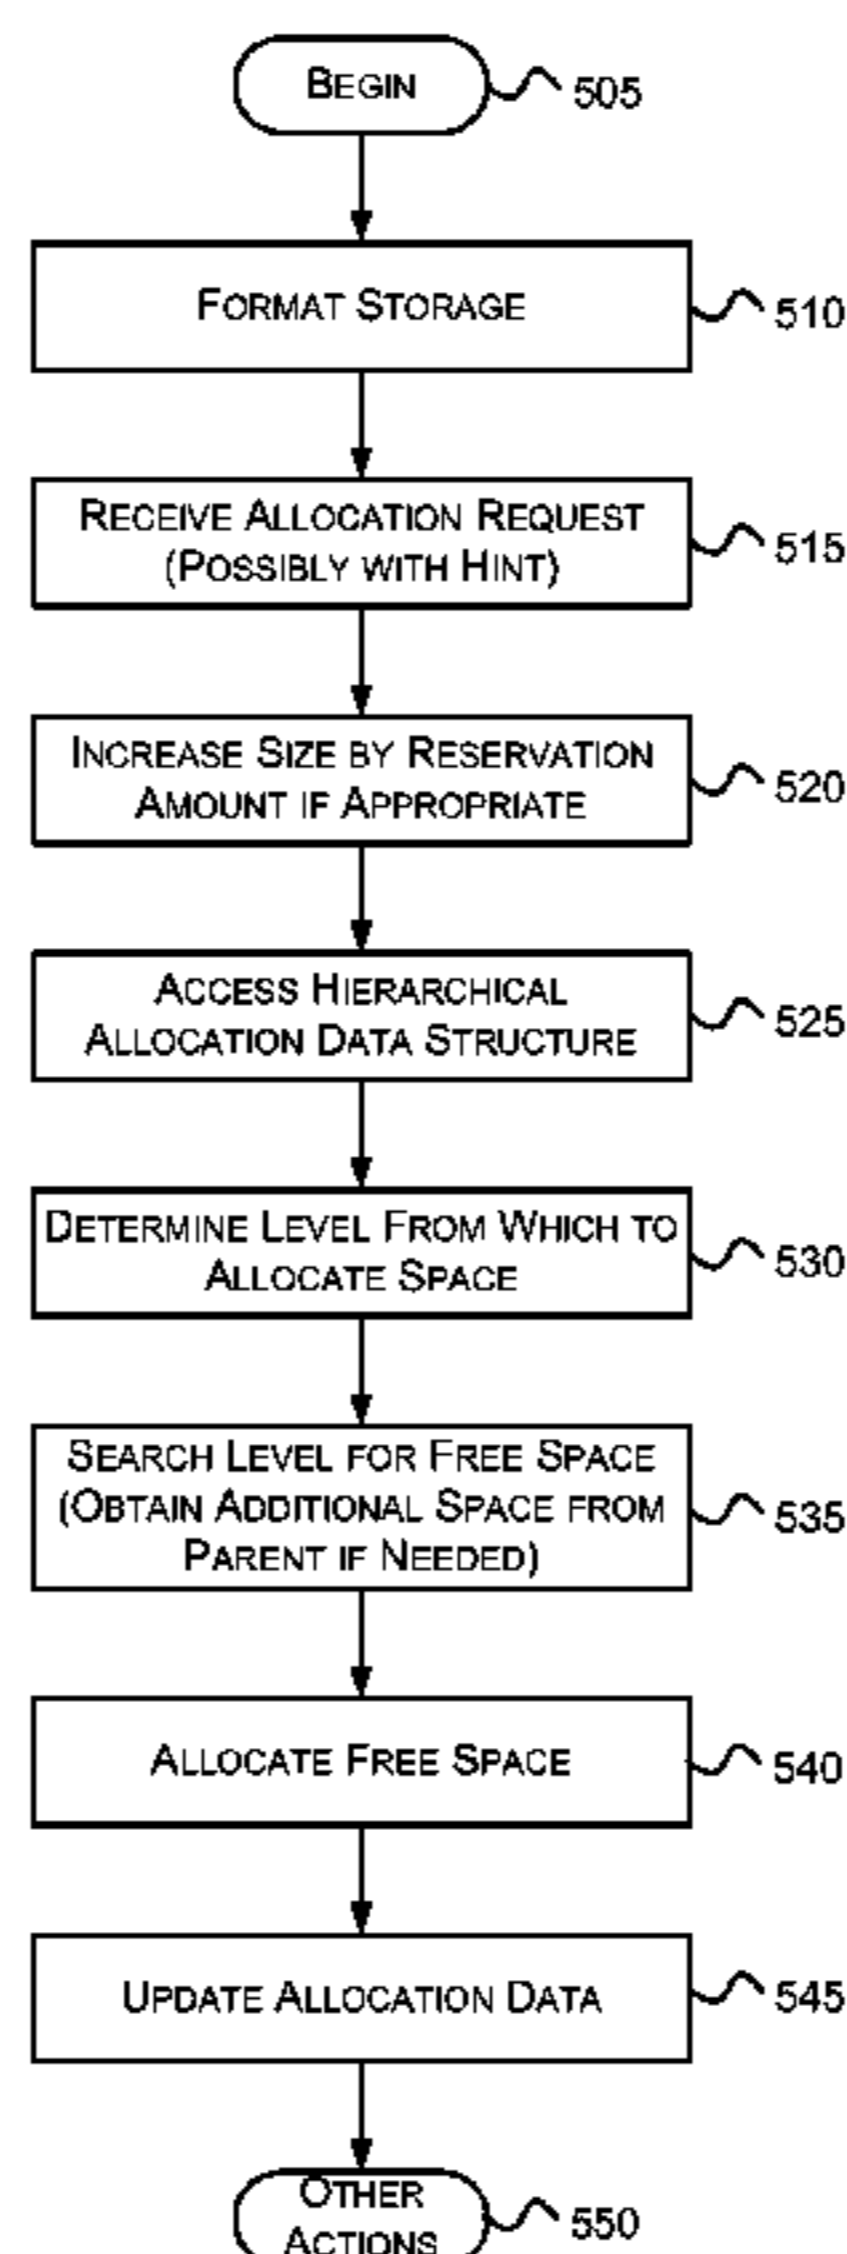 BEGIN
505
FORMAT STORAGE
510
RECEIVE ALLOCATION REQUEST
(POSSIBLY WITH HINT)
515
INCREASE SIZE BY RESERVATION
AMOUNT IF APPROPRIATE
520
ACCESS HIERARCHICAL
ALLOCATION DATA STRUCTURE
525
DETERMINE LEVEL FROM WHICH TO
ALLOCATE SPACE
530
SEARCH LEVEL FOR FREE SPACE
(OBTAIN ADDITIONAL SPACE FROM
PARENT IF NEEDED)
535
ALLOCATE FREE SPACE
540
UPDATE ALLOCATION DATA
545
OTHER
ACTIONS
550